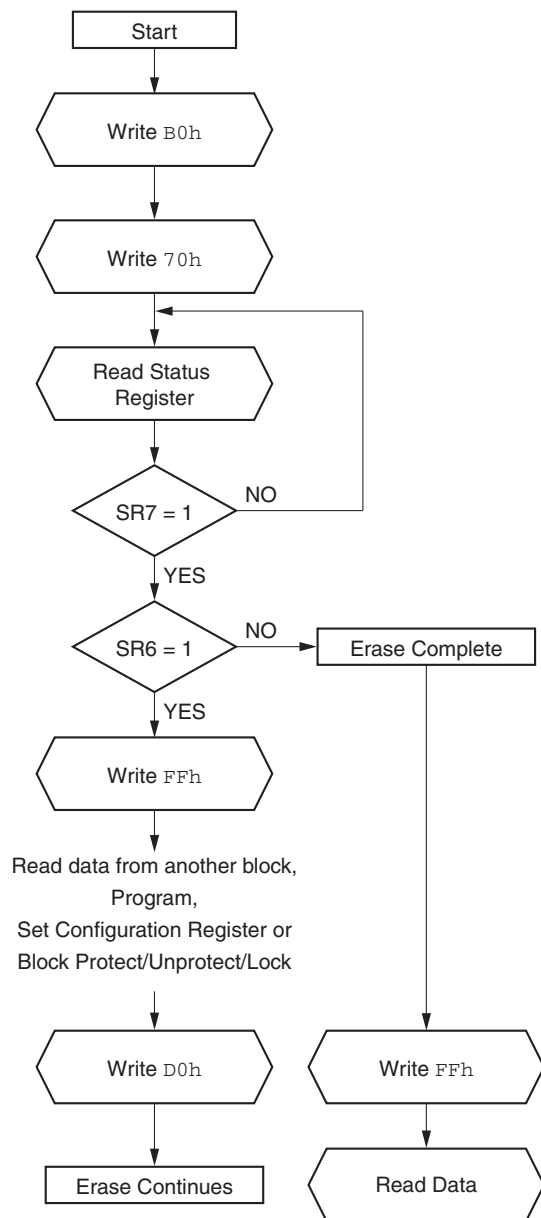 Start
Write B0h
Write 70h
Read Status
Register
SR7 = 1
NO
YES
SR6 = 1
NO
Erase Complete
YES
Write FFh
Read data from another block,
Program,
Set Configuration Register or
Block Protect/Unprotect/Lock
Write D0h
Write FFh
Erase Continues
Read Data